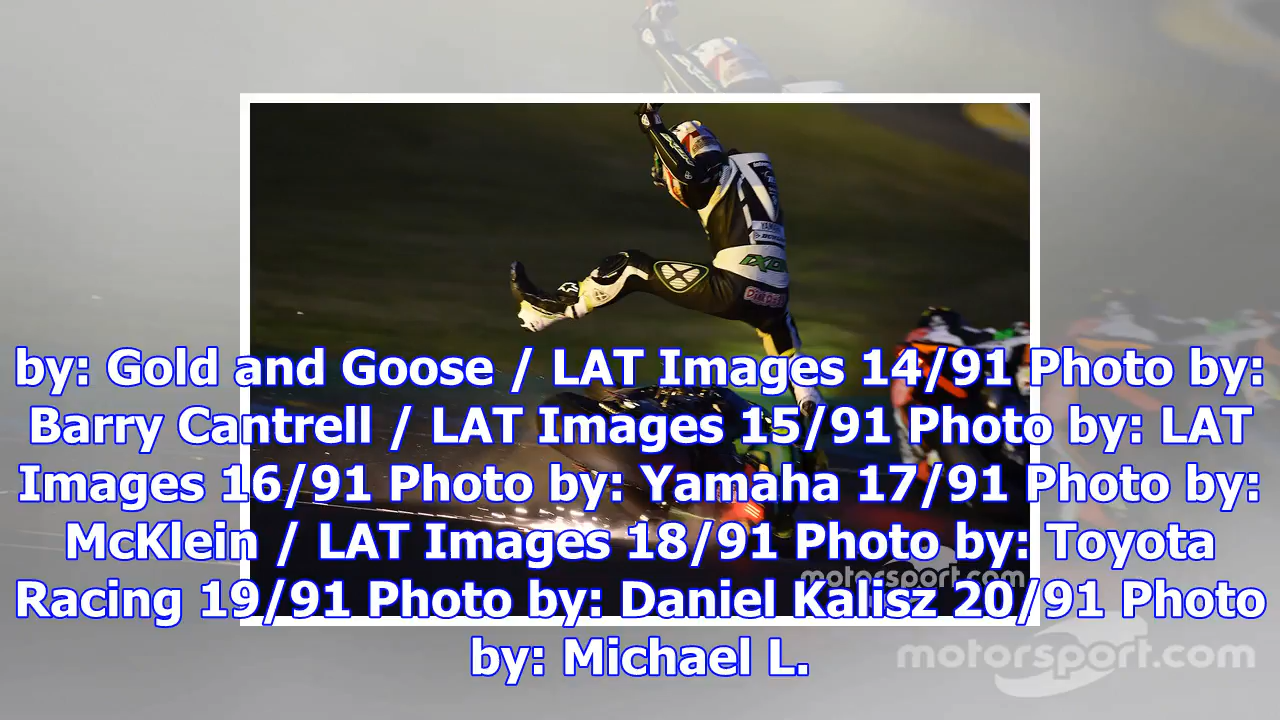 YAMAHA
IXON
by: Gold and Goose / LAT Images 14/91 Photo by:
Barry Cantrell / LAT Images 15/91 Photo by: LAT
Images 16/91 Photo by: Yamaha 17/91 Photo by:
McKlein / LAT Images 18/91 Photo by: Toyota
motorsport.com
Racing 19/91 Photo by: Daniel Kalisz 20/91 Photo
by: Michael L.
motorsport.com